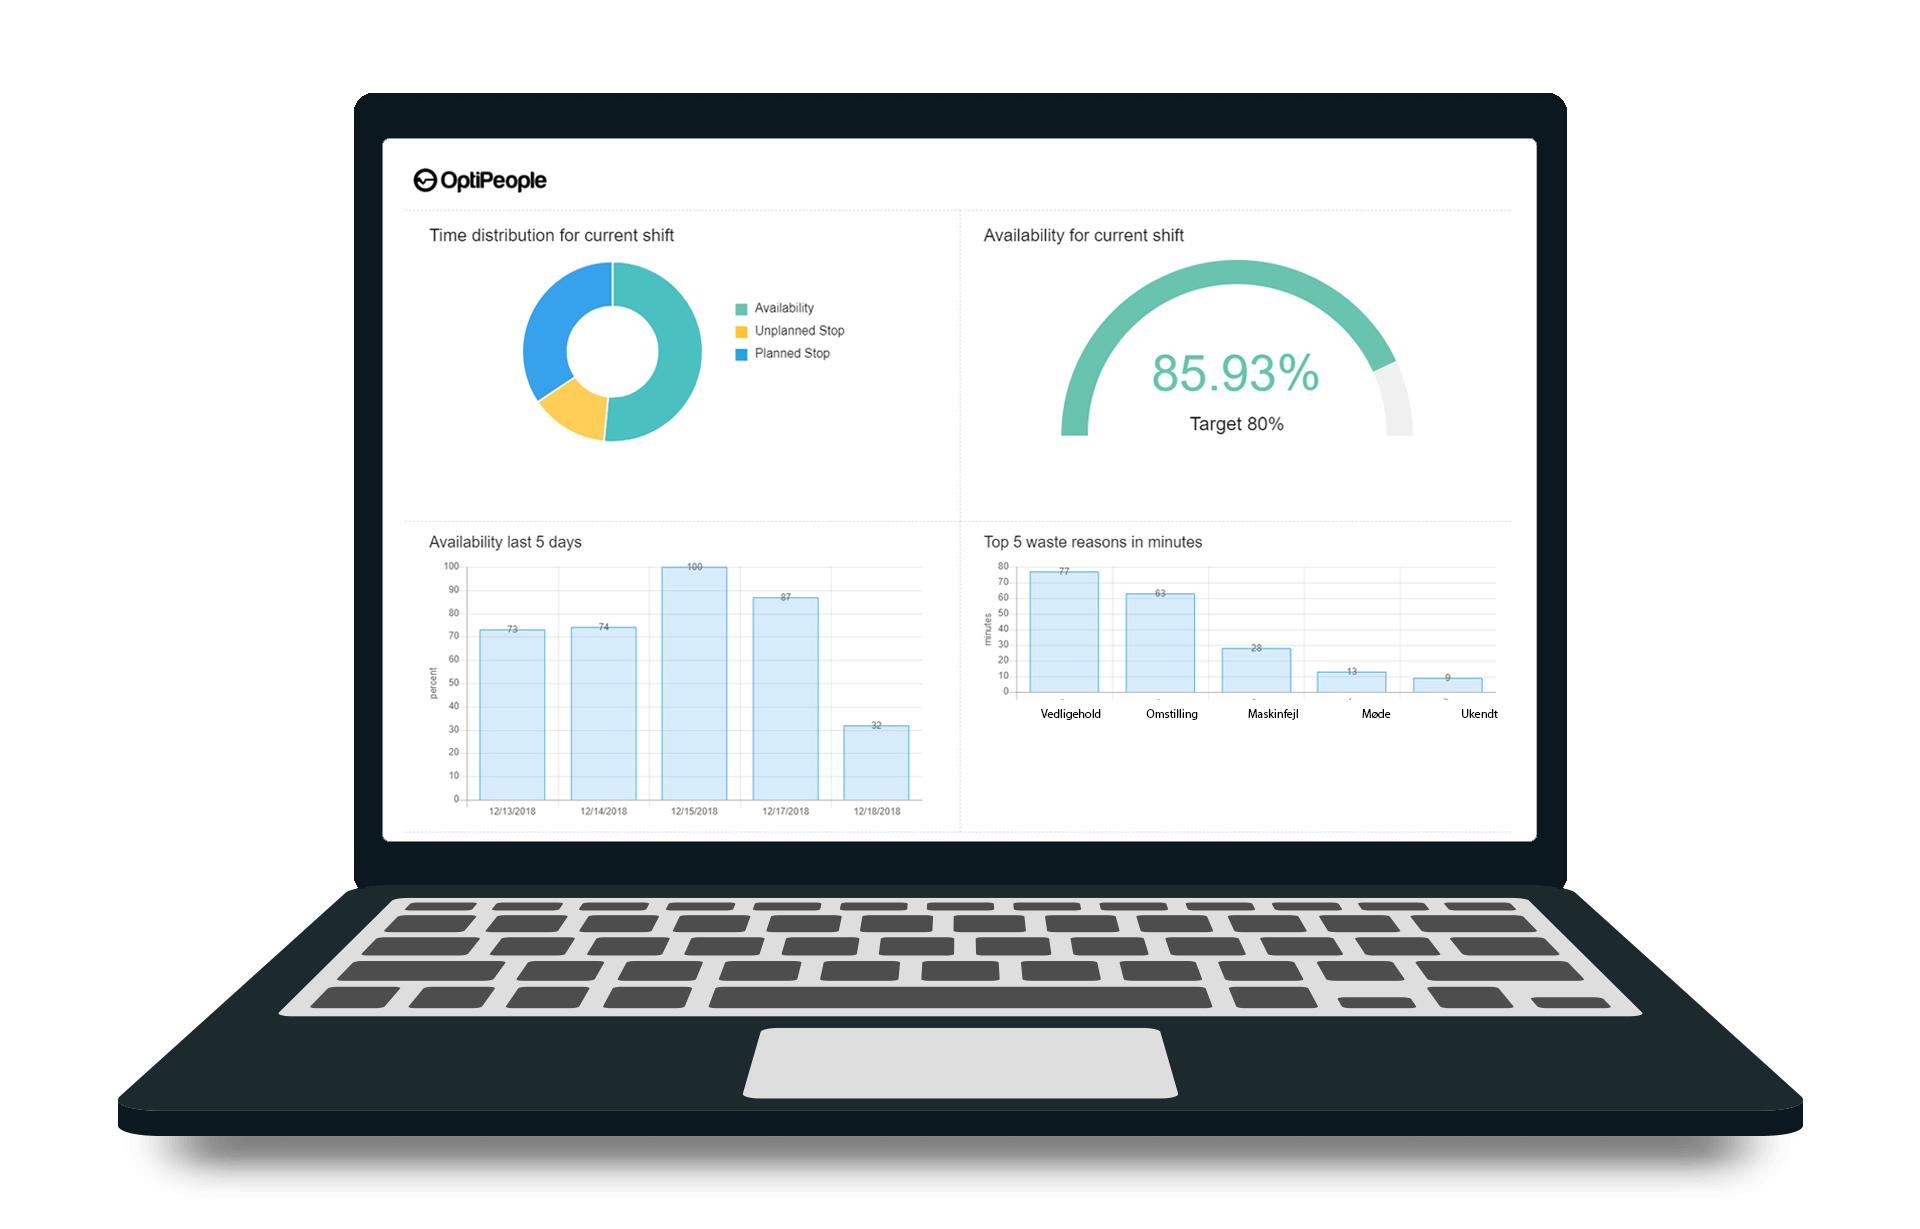 OptiPeople
Time distribution for current shift
Availability
Unplanned Stop
Planned Stop
Availability for current shift
85.93%
Target 80%
Availability last 5 days
percent
100
90
80
70
60
50
40
30
20
10
0
73
74
100
87
32
12/13/2018
12/14/2018
12/15/2018
12/17/2018
12/18/2018
Top 5 waste reasons in minutes
minutes
80
70
60
50
40
30
20
10
0
77
63
28
13
9
Vedligehold
Omstilling
Maskinfejl
Møde
Ukendt